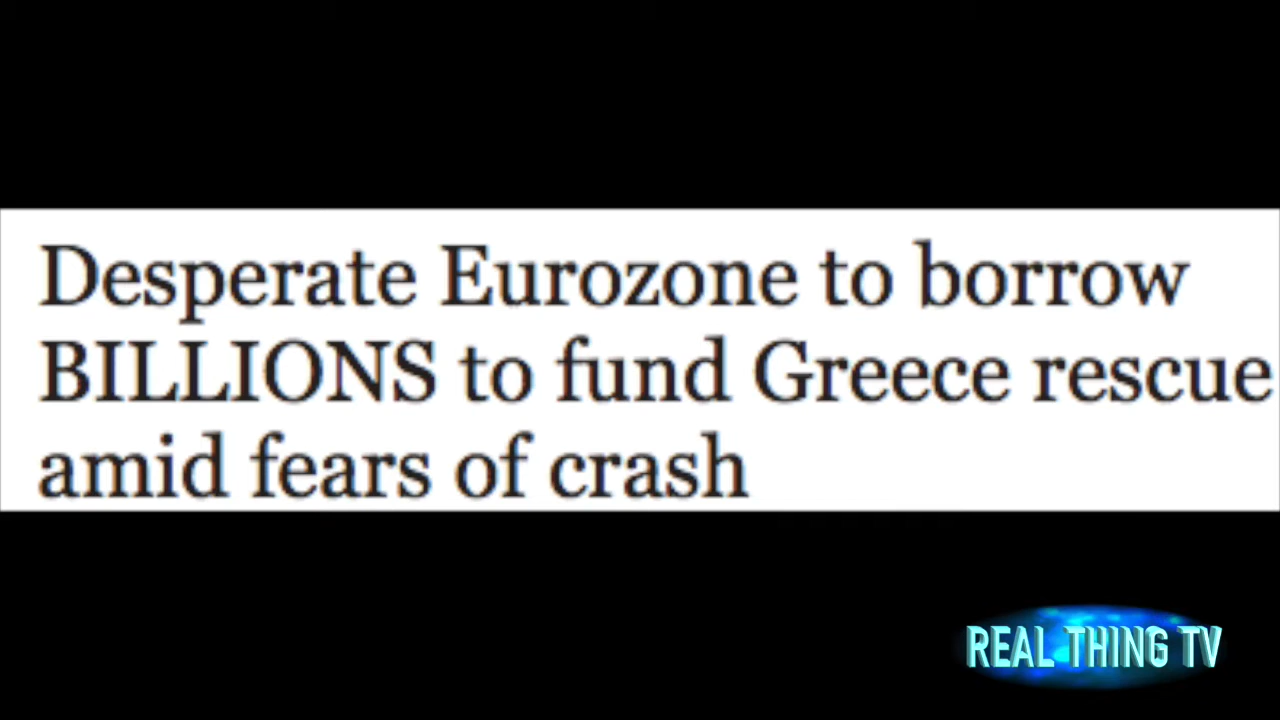 Desperate Eurozone to borrow
BILLIONS to fund Greece rescue
amid fears of crash
REAL THING TV